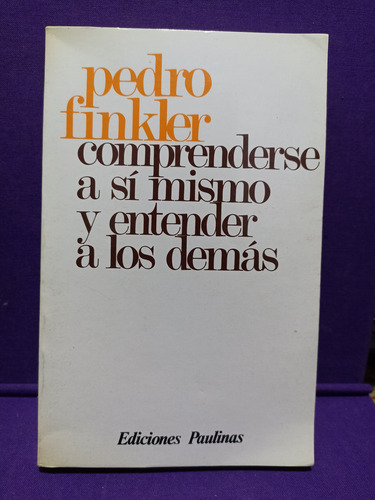 pedro
finkler
comprenderse
a sí mismo
y entender
a los demás
Ediciones Paulinas